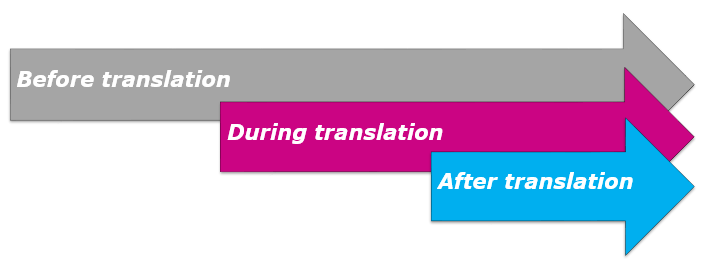 Before translation
During translation
After translation